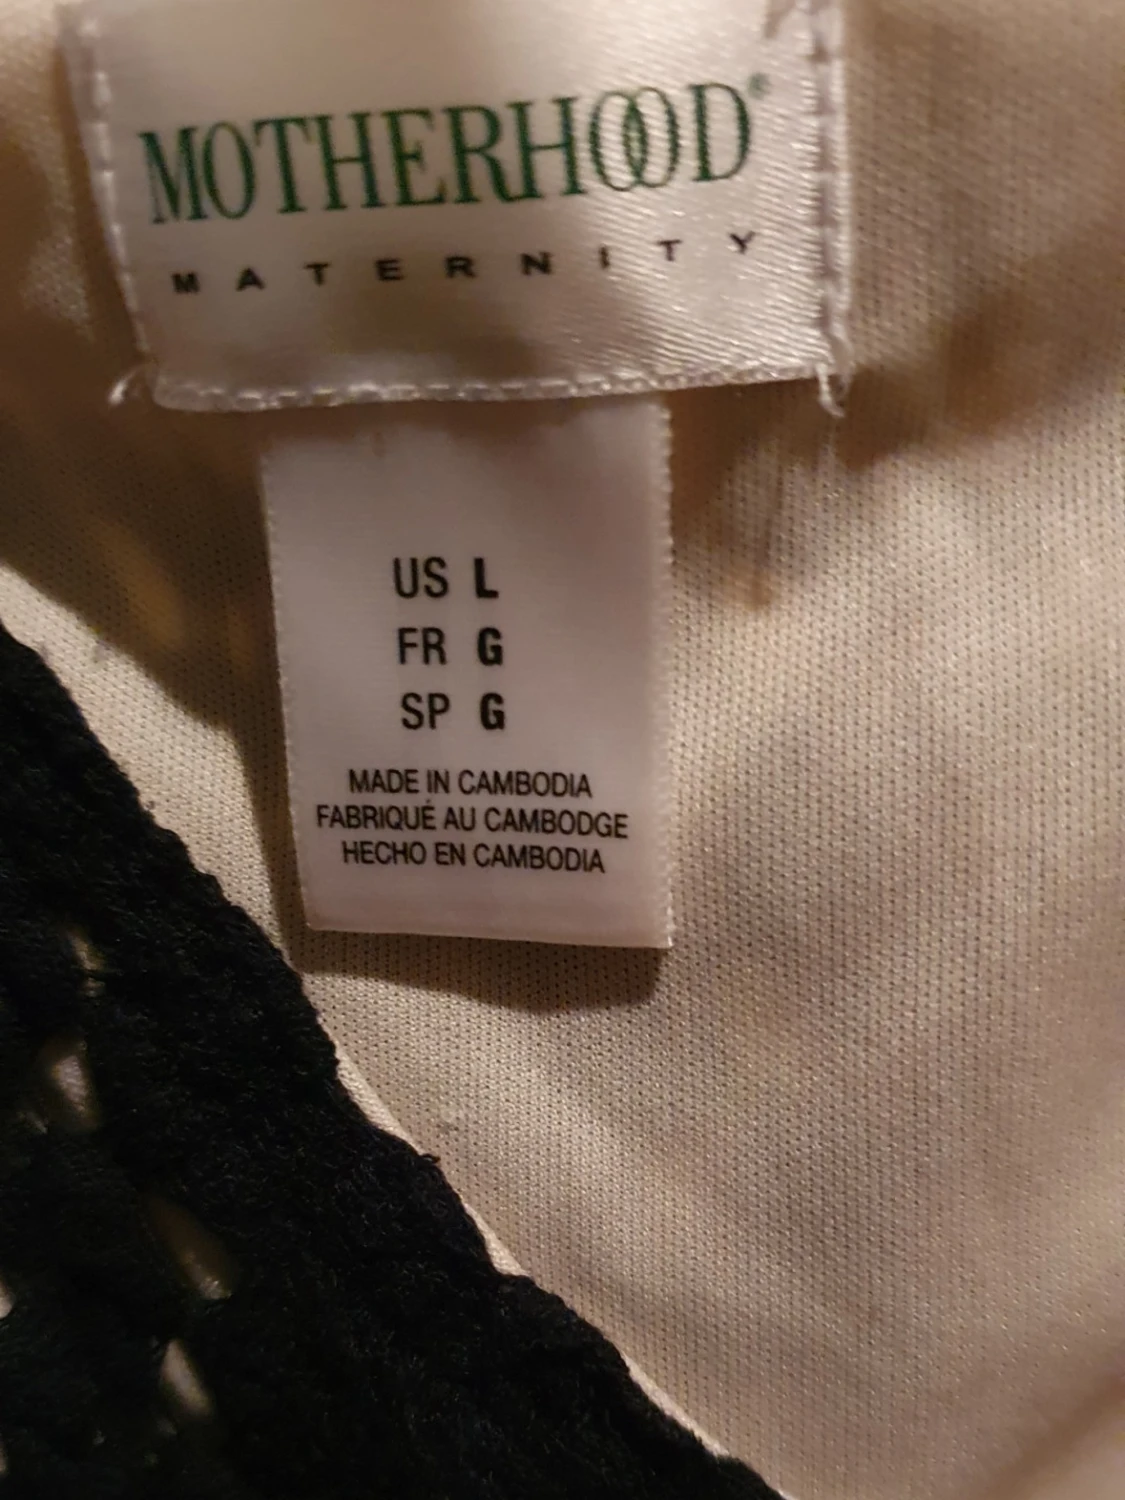 MOTHERHOOD®
MATERNITY
US L
FR G
SP G
MADE IN CAMBODIA
FABRIQUÉ AU CAMBODGE
HECHO EN CAMBODIA